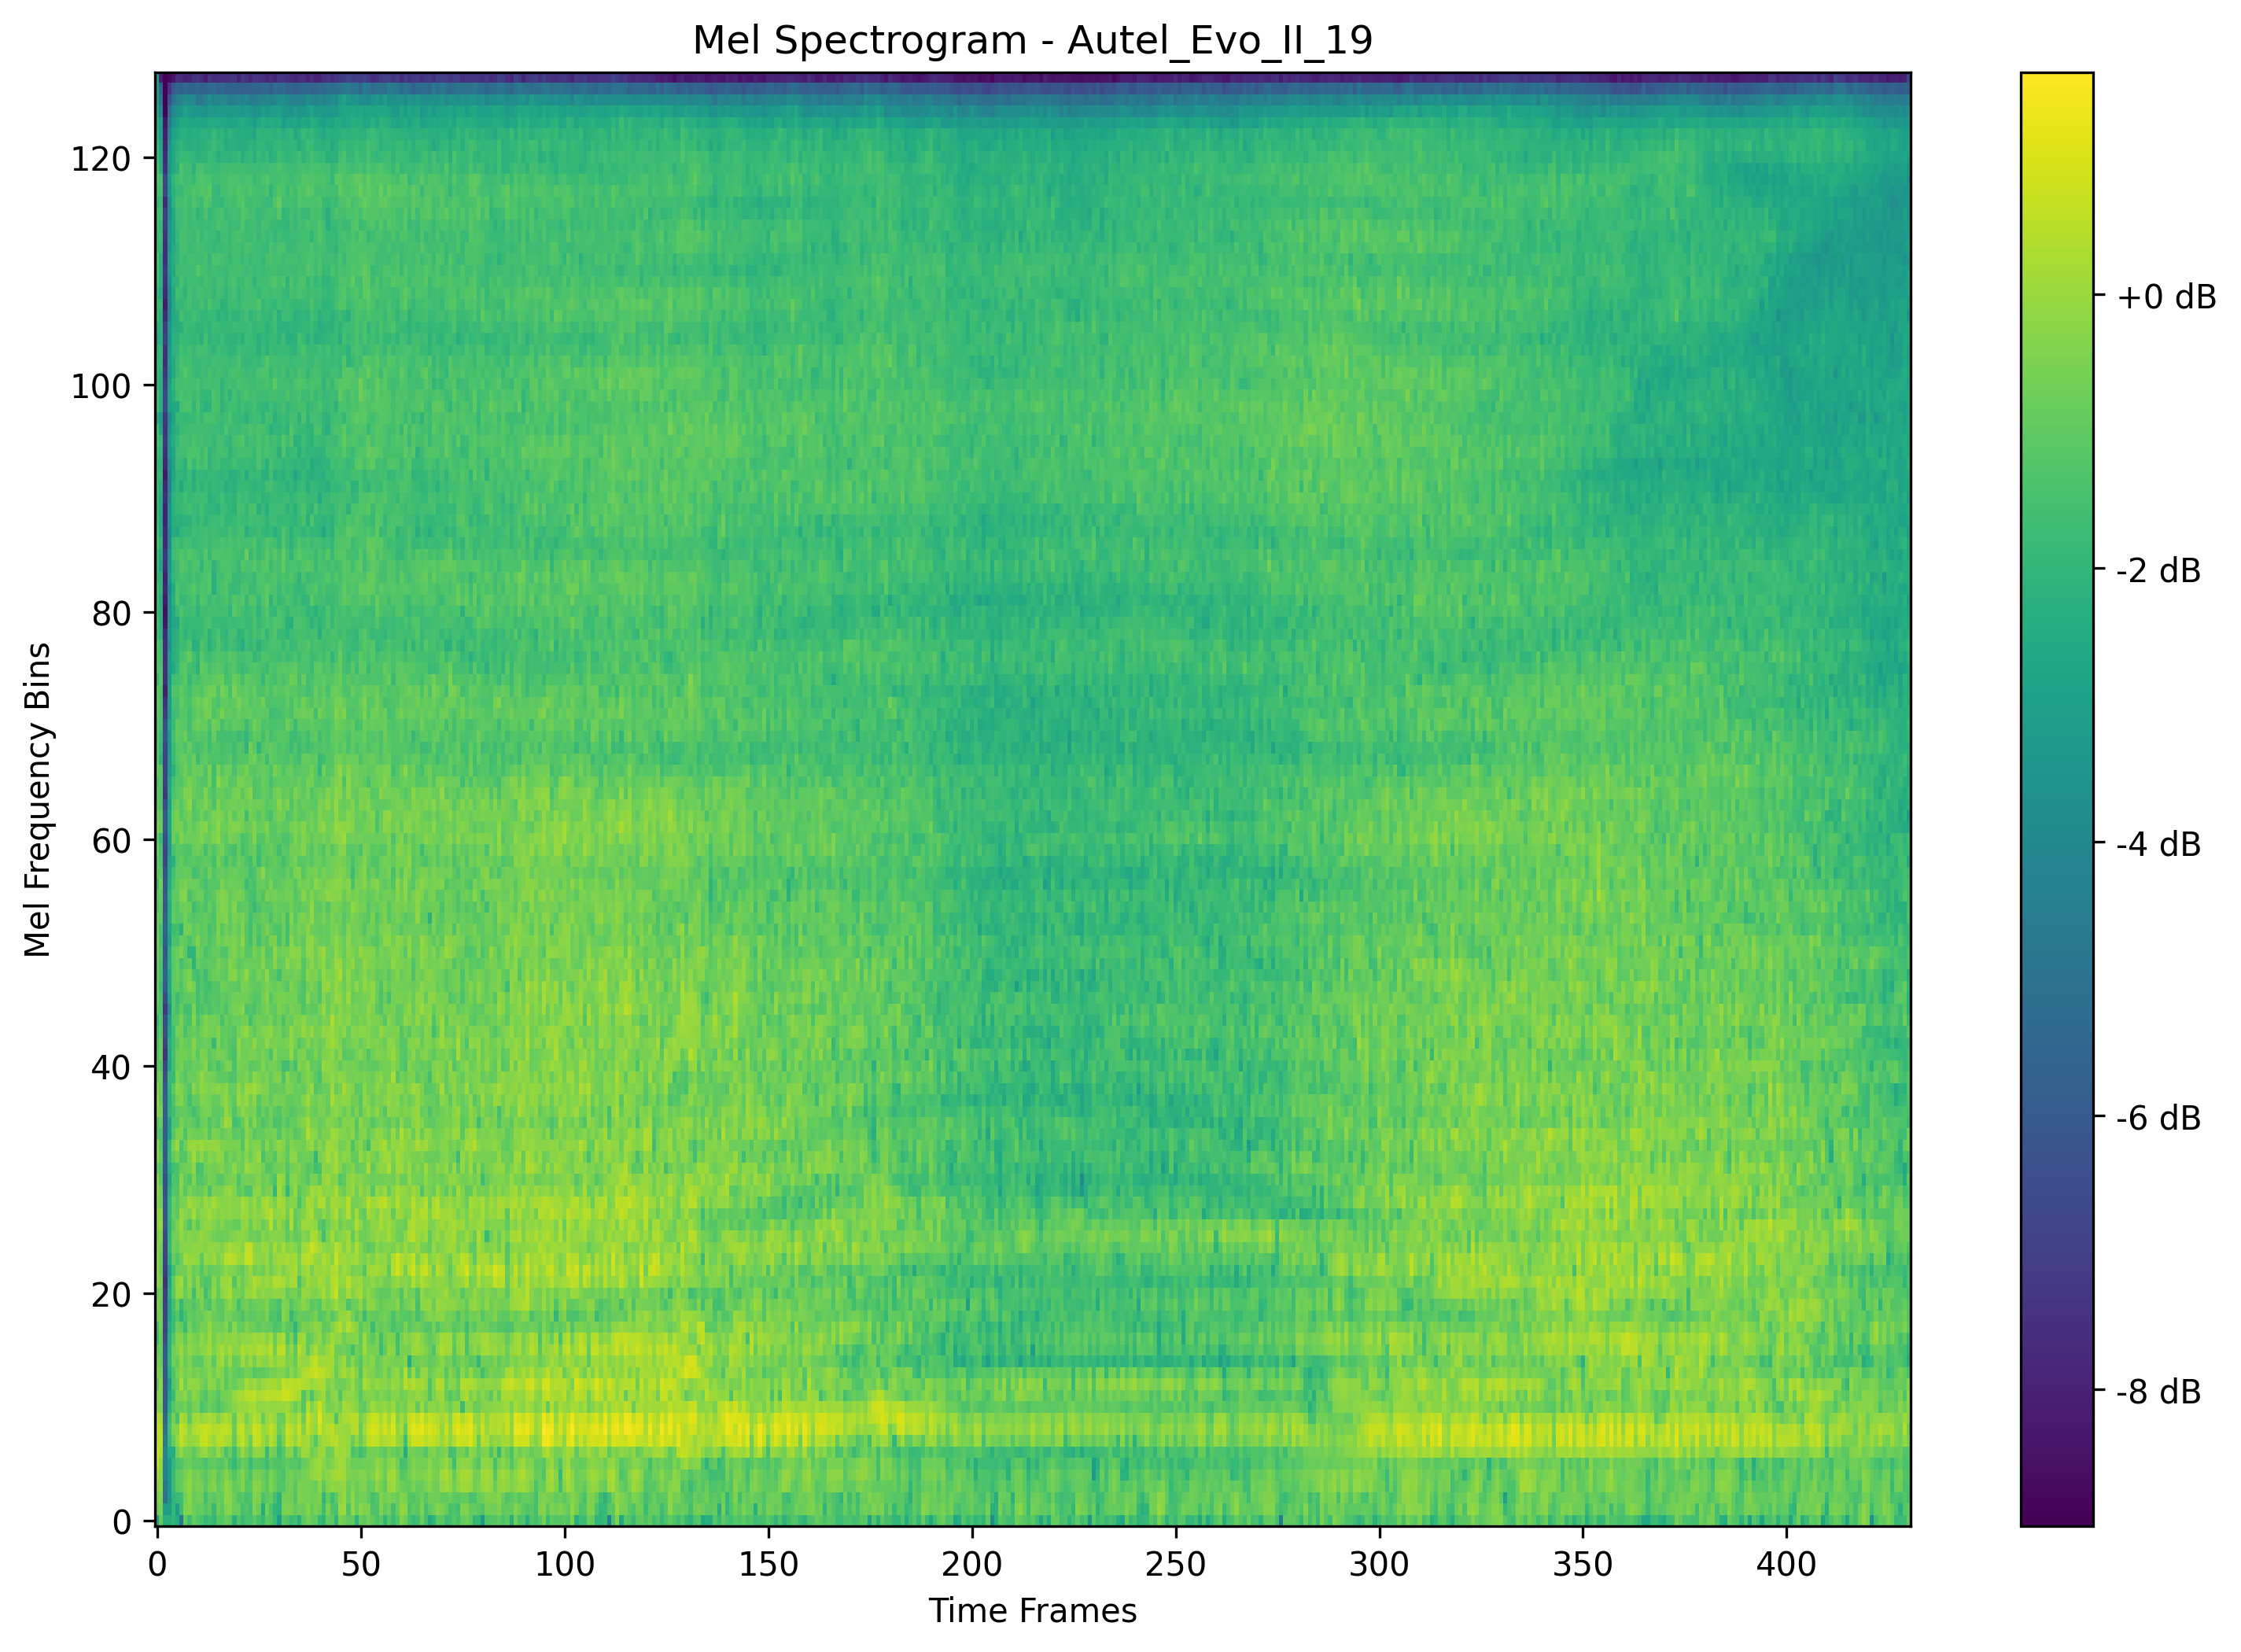 Mel Spectrogram - Autel_Evo_II_19
120
100
80
60
40
20
0
Mel Frequency Bins
0 50 100 150 200 250 300 350 400
Time Frames
+0 dB
-2 dB
-4 dB
-6 dB
-8 dB